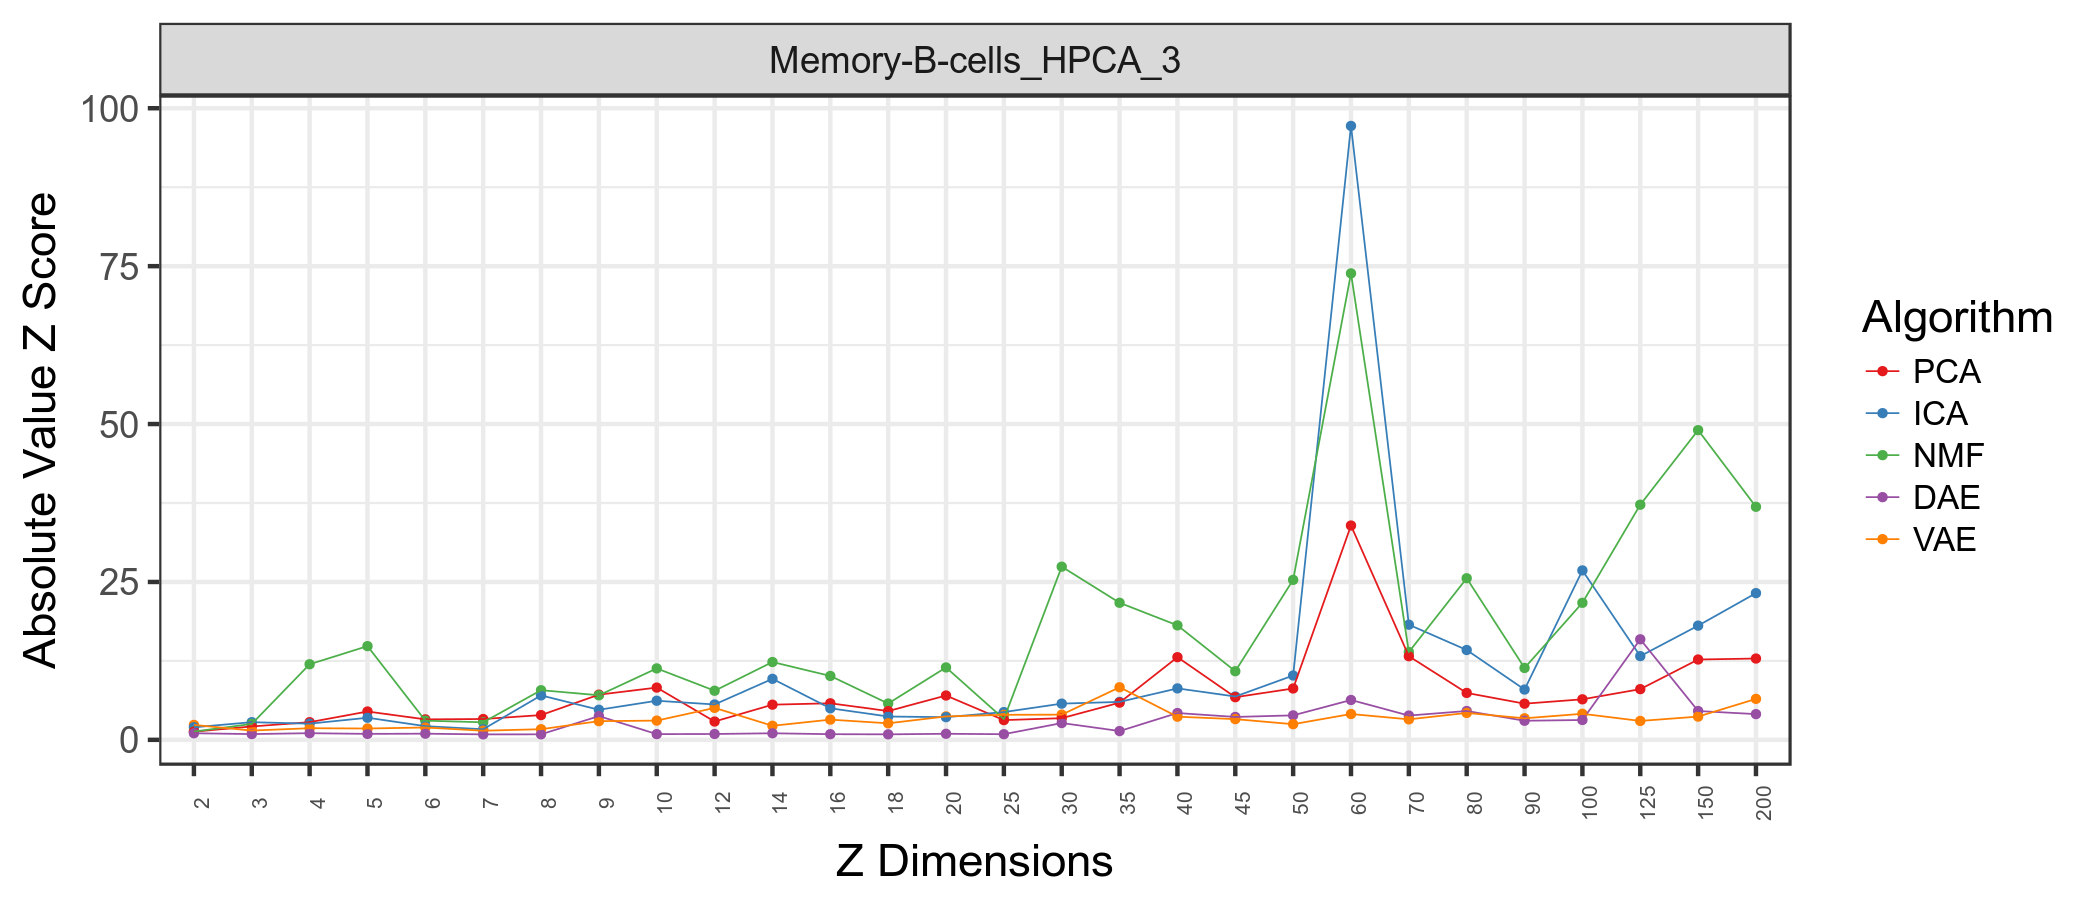 Memory-B-cells_HPCA_3
Absolute Value Z Score
100
75
50
25
0
2 3 4 5 6 7 8 9 10 12 14 16 18 20 25 30 35 40 45 50 60 70 80 90 100 125 150 200
Z Dimensions
Algorithm
PCA
ICA
NMF
DAE
VAE